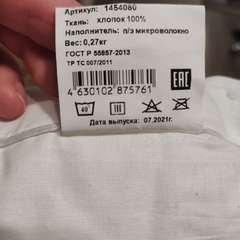 Артикул: 1454080
Ткань: хлопок 100%
Наполнитель: п/э микроволокно
Вес: 0,27кг
ГОСТ Р 55857-2013
ТР ТС 007/2011
EAC
4 630102 875761
40
Дата выпуска: 07.2021г.